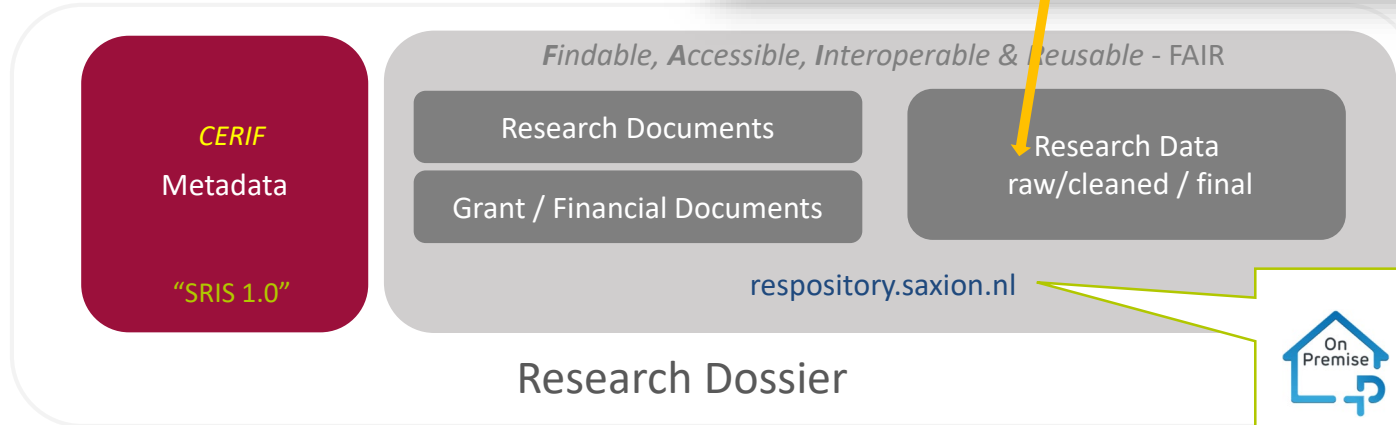 Findable, Accessible, Interoperable & Reusable - FAIR
CERIF
Metadata
"SRIS 1.0"
Research Documents
Grant / Financial Documents
Research Data
raw/cleaned / final
respository.saxion.nl
On
Premise
Research Dossier